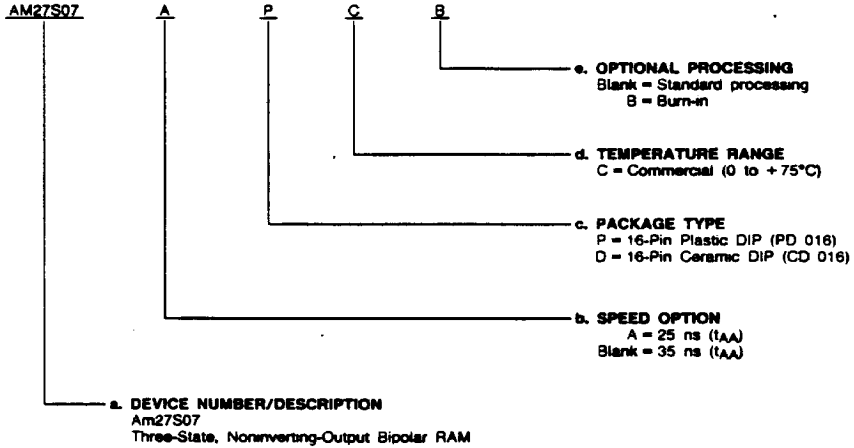 AM27S07 A P C B
e. OPTIONAL PROCESSING
Blank = Standard processing
B = Burn-in
d. TEMPERATURE RANGE
C = Commercial (0 to +75°C)
c. PACKAGE TYPE
P = 16-Pin Plastic DIP (PD 016)
D = 16-Pin Ceramic DIP (CD 016)
b. SPEED OPTION
A = 25 ns (tAA)
Blank = 35 ns (tAA)
a. DEVICE NUMBER/DESCRIPTION
Am27S07
Three-State, Noninverting-Output Bipolar RAM